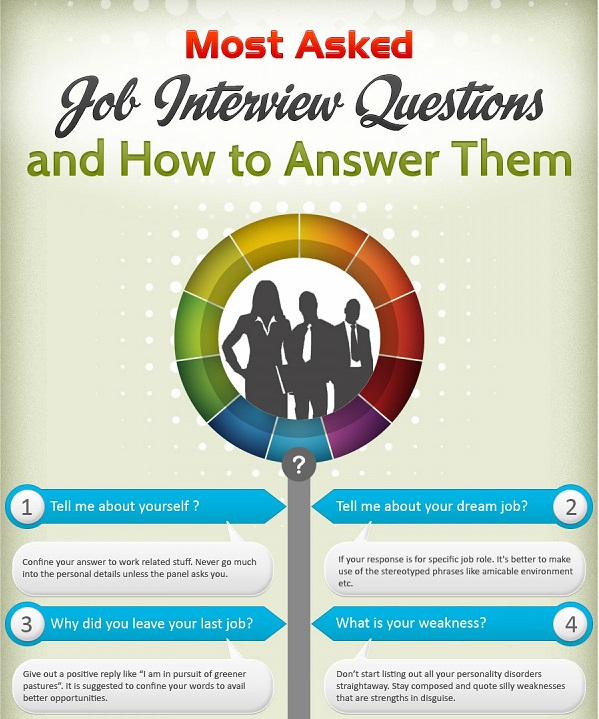 Most Asked
Job Interview Questions
and How to Answer Them
?
1 Tell me about yourself ?
Confine your answer to work related stuff. Never go much
into the personal details unless the panel asks you.
Tell me about your dream job? 2
If your response is for specific job role. It's better to make
use of the stereotyped phrases like amicable environment
etc.
3 Why did you leave your last job?
Give out a positive reply like “I am in pursuit of greener
pastures”. It is suggested to confine your words to avail
better opportunities.
What is your weakness? 4
Don’t start listing out all your personality disorders
straightaway. Stay composed and quote silly weaknesses
that are strengths in disguise.